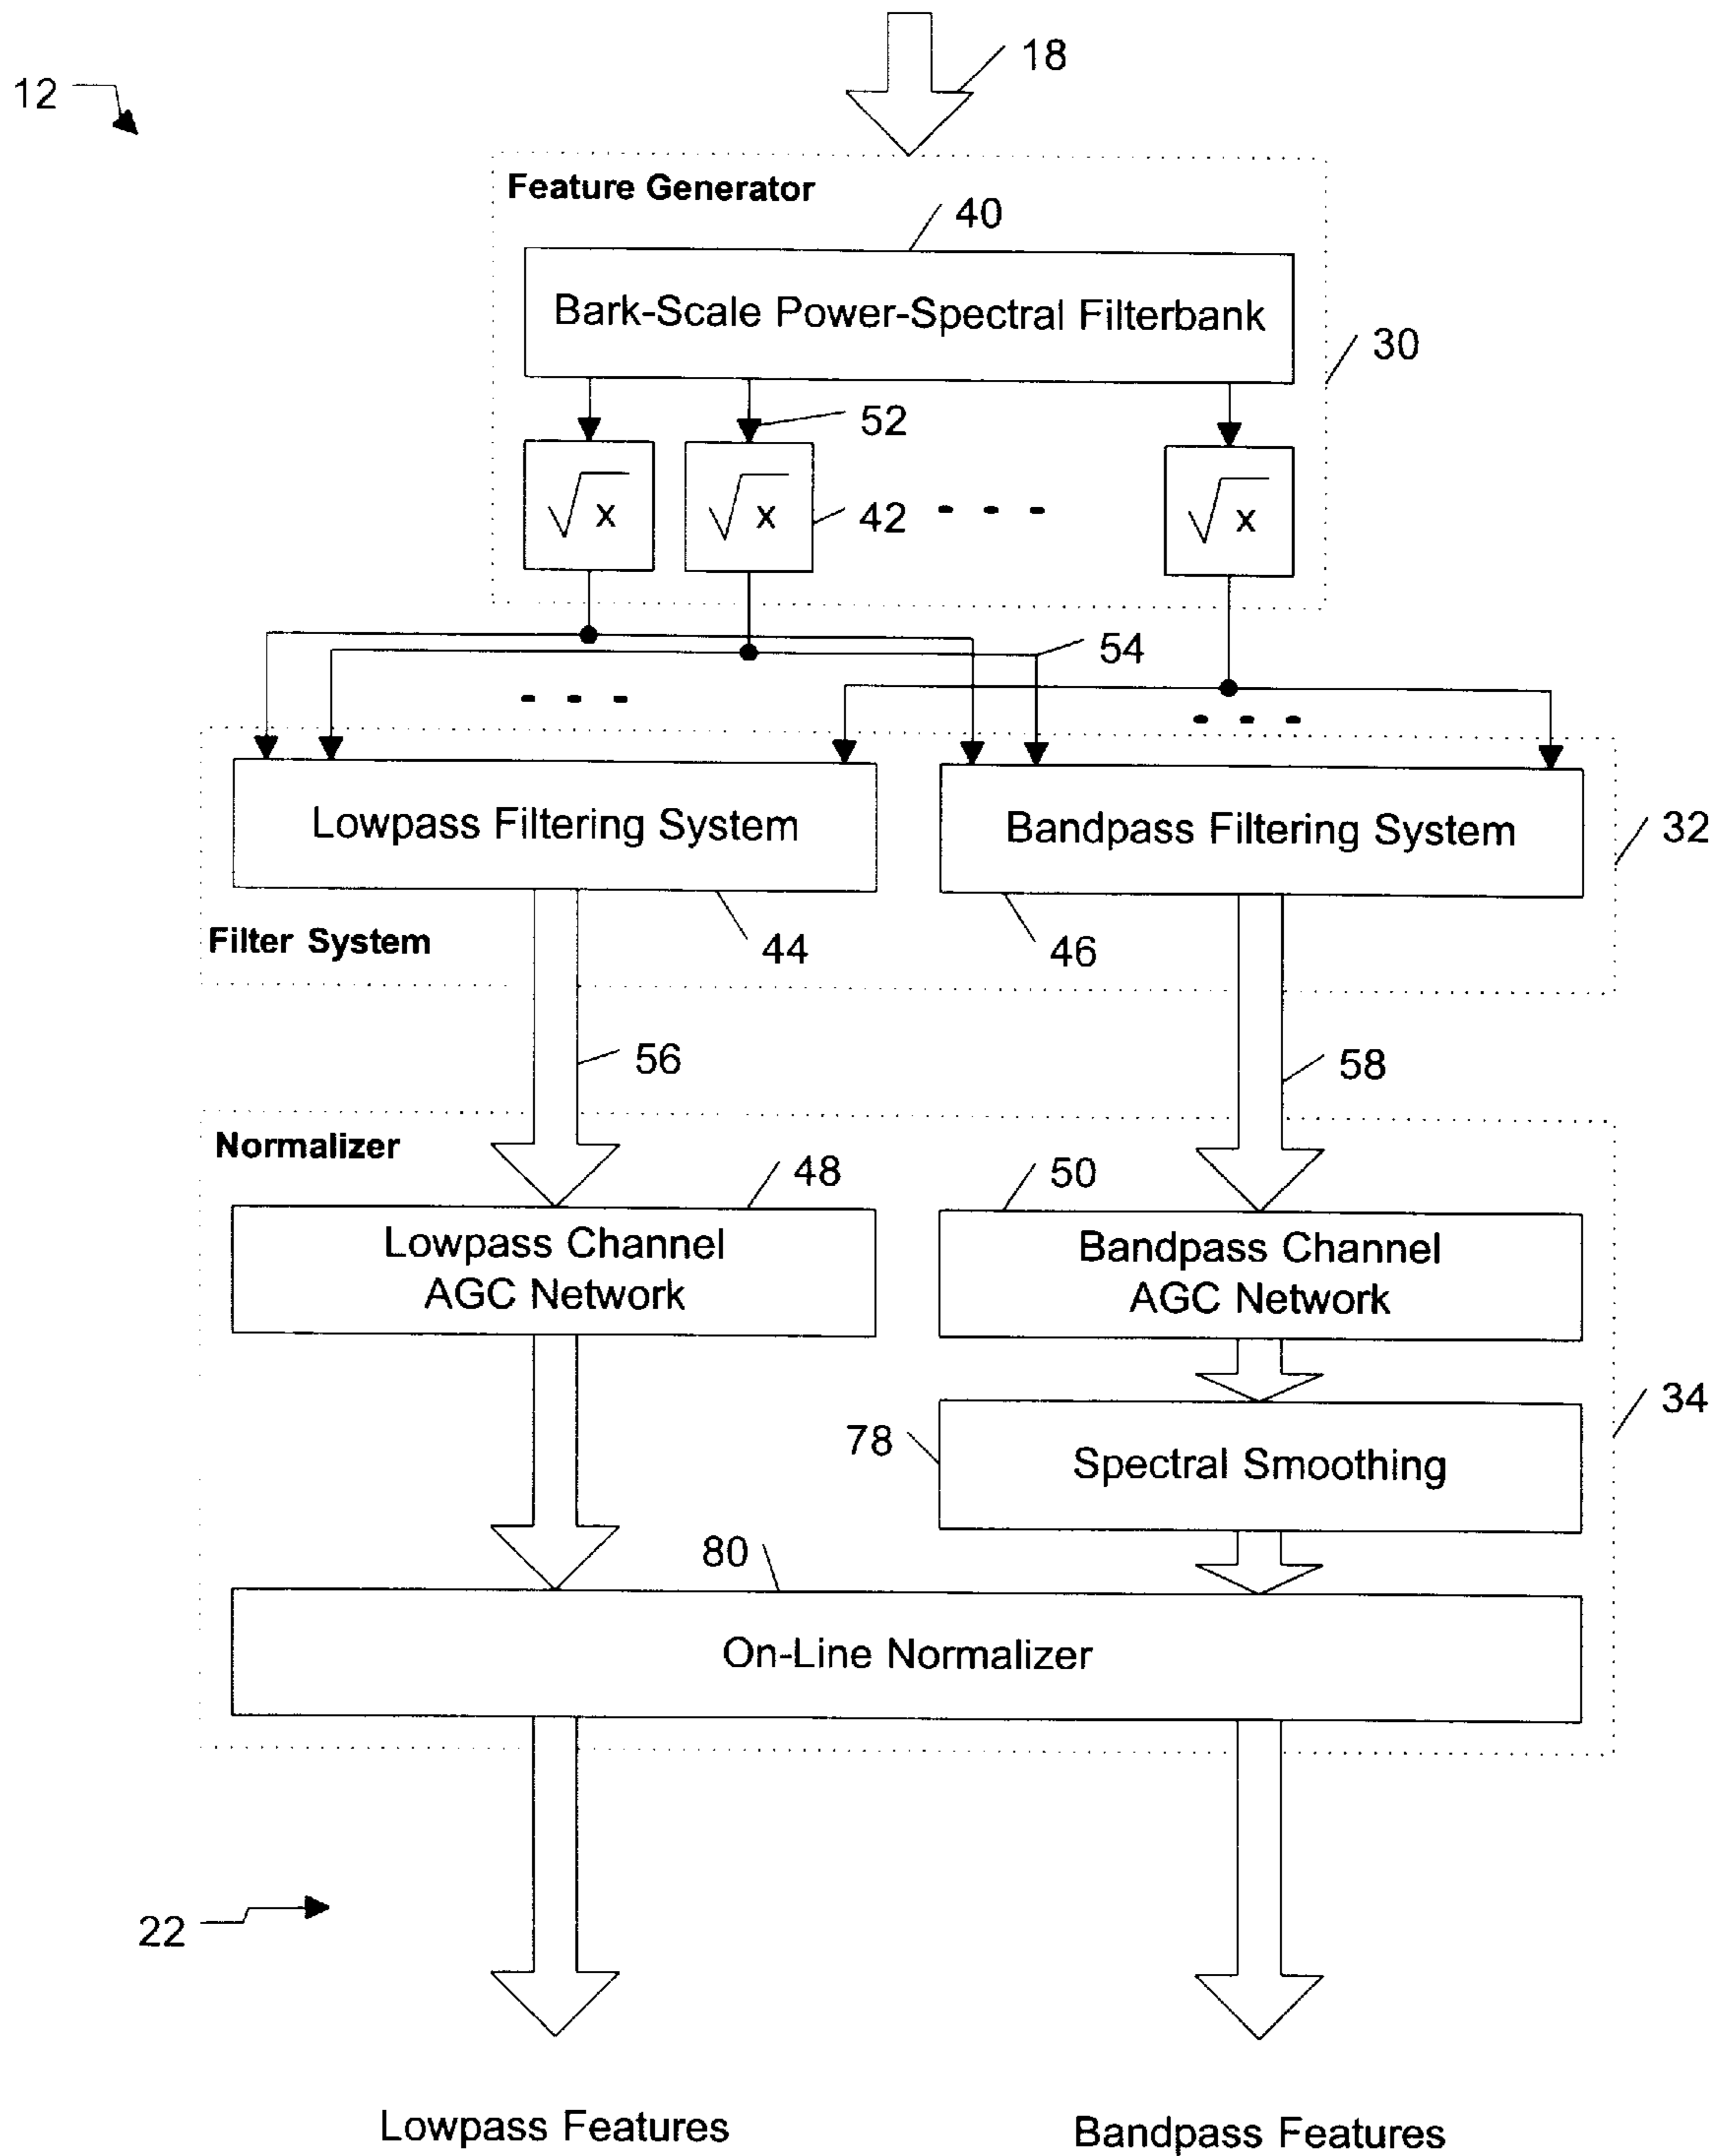 18
12
Feature Generator
40
Bark-Scale Power-Spectral Filterbank
30
52
√x
√x
42
√x
54
Lowpass Filtering System
Bandpass Filtering System
32
Filter System
44
46
56
58
Normalizer
48
50
Lowpass Channel
AGC Network
Bandpass Channel
AGC Network
34
78
Spectral Smoothing
80
On-Line Normalizer
22
Lowpass Features
Bandpass Features